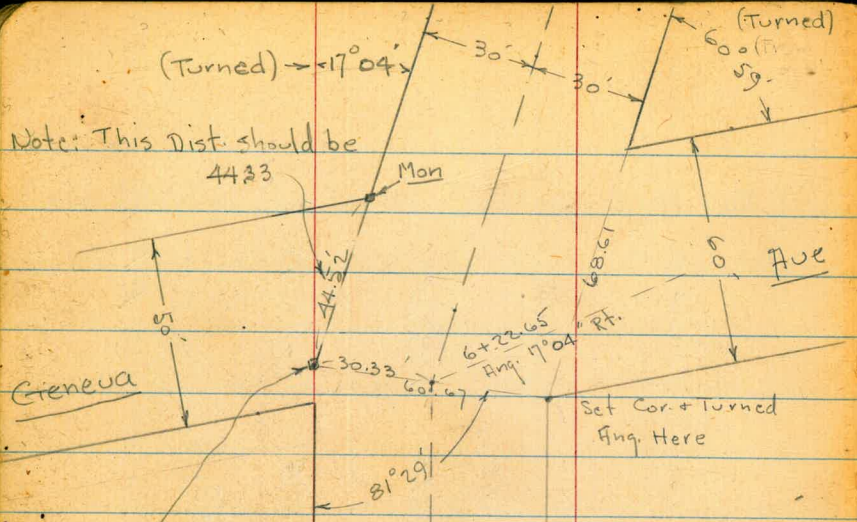 (Turned)
(Turned) 17°04'
30'
30'
60°
59'
Note: This Dist. should be
44.33
Mon
44.52'
68.61
60'
Ave
50'
6+22.65
Ang. 17°04' Rt.
30.33
60.67
Geneva
Set Cor. & Turned
Ang. Here
81°29'